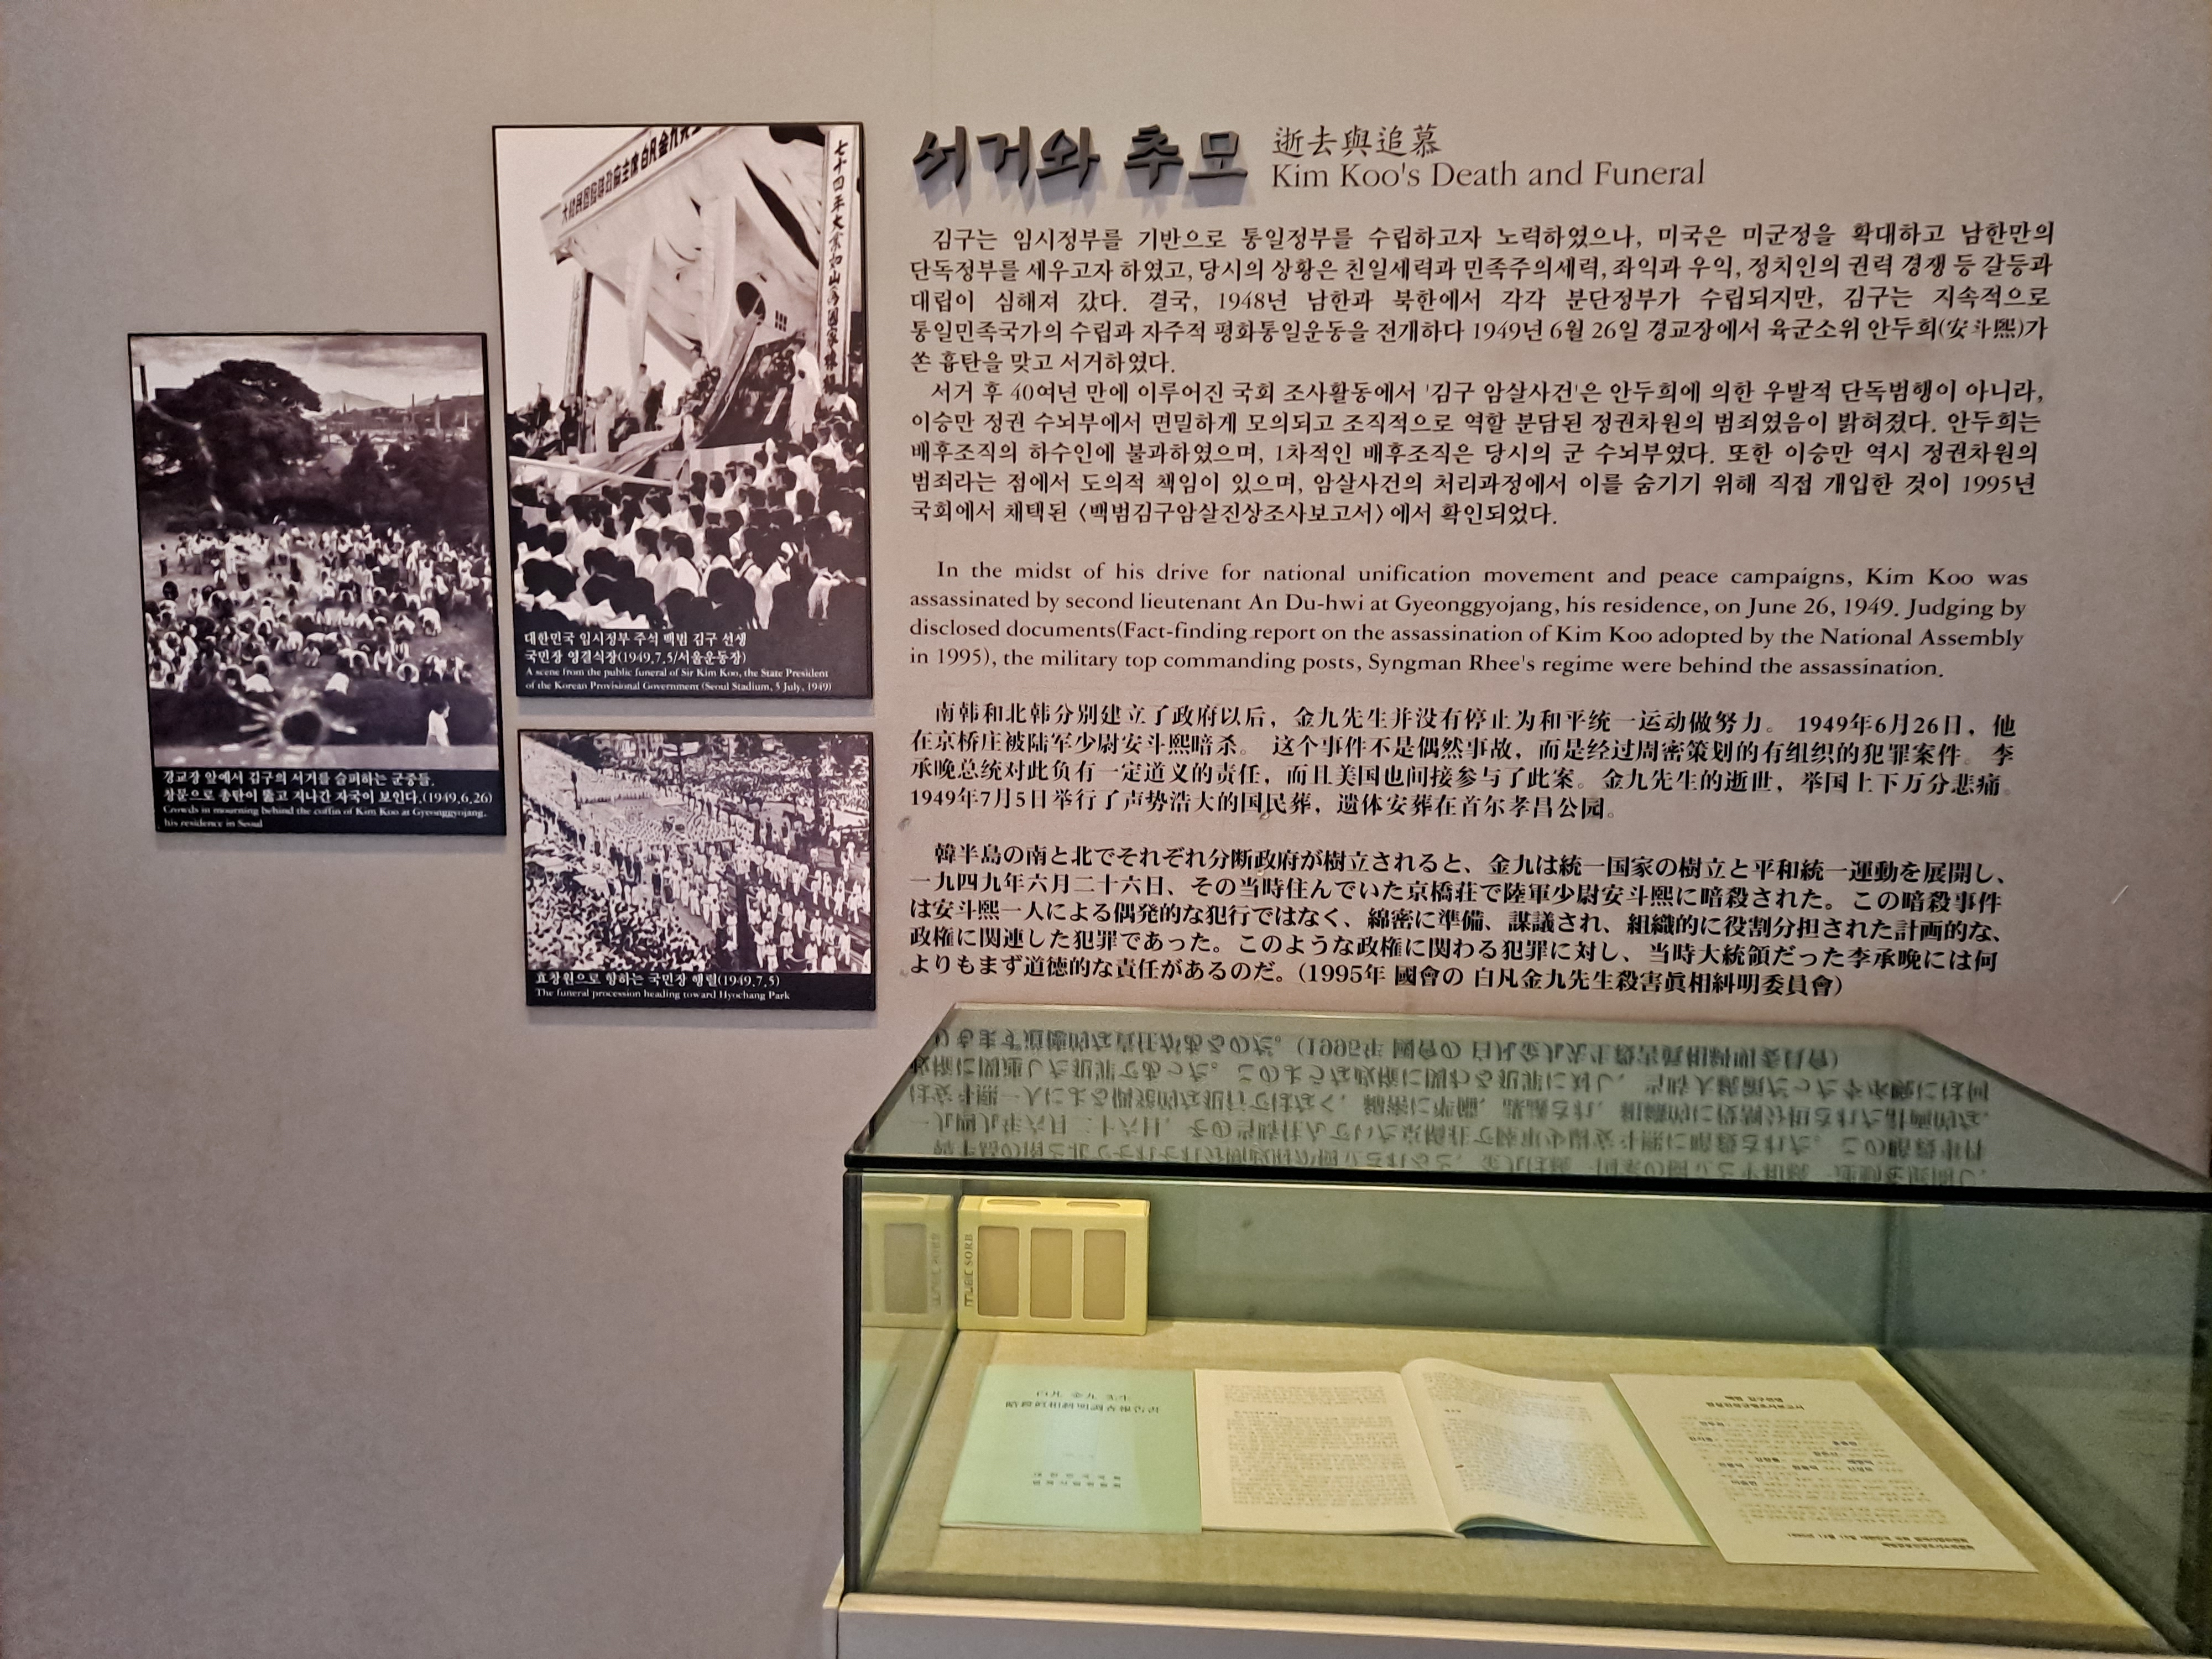 서거와 추모
逝去與追慕
Kim Koo's Death and Funeral
김구는 임시정부를 기반으로 통일정부를 수립하고자 노력하였으나, 미국은 미군정을 확대하고 남한만의
단독정부를 세우고자 하였고, 당시의 상황은 친일세력과 민족주의세력, 좌익과 우익, 정치인의 권력 경쟁 등 갈등과
대립이 심해져 갔다. 결국, 1948년 남한과 북한에서 각각 분단정부가 수립되지만, 김구는 지속적으로
통일민족국가의 수립과 자주적 평화통일운동을 전개하다 1949년 6월 26일 경교장에서 육군소위 안두희(安斗熙)가
쏜 흉탄을 맞고 서거하였다.
서거 후 40여년 만에 이루어진 국회 조사활동에서 '김구 암살사건'은 안두희에 의한 우발적 단독범행이 아니라,
이승만 정권 수뇌부에서 면밀하게 모의되고 조직적으로 역할 분담된 정권차원의 범죄였음이 밝혀졌다. 안두희는
배후조직의 하수인에 불과하였으며, 1차적인 배후조직은 당시의 군 수뇌부였다. 또한 이승만 역시 정권차원의
범죄라는 점에서 도의적 책임이 있으며, 암살사건의 처리과정에서 이를 숨기기 위해 직접 개입한 것이 1995년
국회에서 채택된 〈백범김구암살진상조사보고서〉에서 확인되었다.
In the midst of his drive for national unification movement and peace campaigns, Kim Koo was
assassinated by second lieutenant An Du-hwi at Gyeonggyojang, his residence, on June 26, 1949. Judging by
disclosed documents(Fact-finding report on the assassination of Kim Koo adopted by the National Assembly
in 1995), the military top commanding posts, Syngman Rhee's regime were behind the assassination.
南韩和北韩分别建立了政府以后，金九先生并没有停止为和平统一运动做努力。 1949年6月26日，他
在京桥庄被陆军少尉安斗熙暗杀。 这个事件不是偶然事故，而是经过周密策划的有组织的犯罪案件。李
承晚总统对此负有一定道义的责任，而且美国也间接参与了此案。金九先生的逝世，举国上下万分悲痛。
1949年7月5日举行了声势浩大的国民葬，遗体安葬在首尔孝昌公园。
韓半島の南と北でそれぞれ分断政府が樹立されると、金九は統一国家の樹立と平和統一運動を展開し、
一九四九年六月二十六日、その当時住んでいた京橋荘で陸軍少尉安斗熙に暗殺された。この暗殺事件
は安斗熙一人による偶発的な犯行ではなく、綿密に準備、謀議され、組織的に役割分担された計画的な、
政権に関連した犯罪であった。このような政権に関わる犯罪に対し、当時大統領だった李承晩には何
よりもまず道徳的な責任があるのだ。(1995年 國會の 白凡金九先生殺害眞相糾明委員會)
七十四年大業如山為國家
대한민국 임시정부 주석 백범 김구 선생
국민장 영결식장(1949.7.5/서울운동장)
A scene from the public funeral of Sir Kim Koo, the State President
of the Korean Provisional Government (Seoul Stadium, 5 July, 1949)
경교장 앞에서 김구의 서거를 슬퍼하는 군중들.
창문으로 총탄이 뚫고 지나간 자국이 보인다.(1949.6.26)
Crowds in mourning behind the coffin of Kim Koo at Gyeonggyojang,
his residence in Seoul
효창원으로 향하는 국민장 행렬(1949.7.5)
The funeral procession heading toward Hyochang Park
SORB
白凡 金九 先生